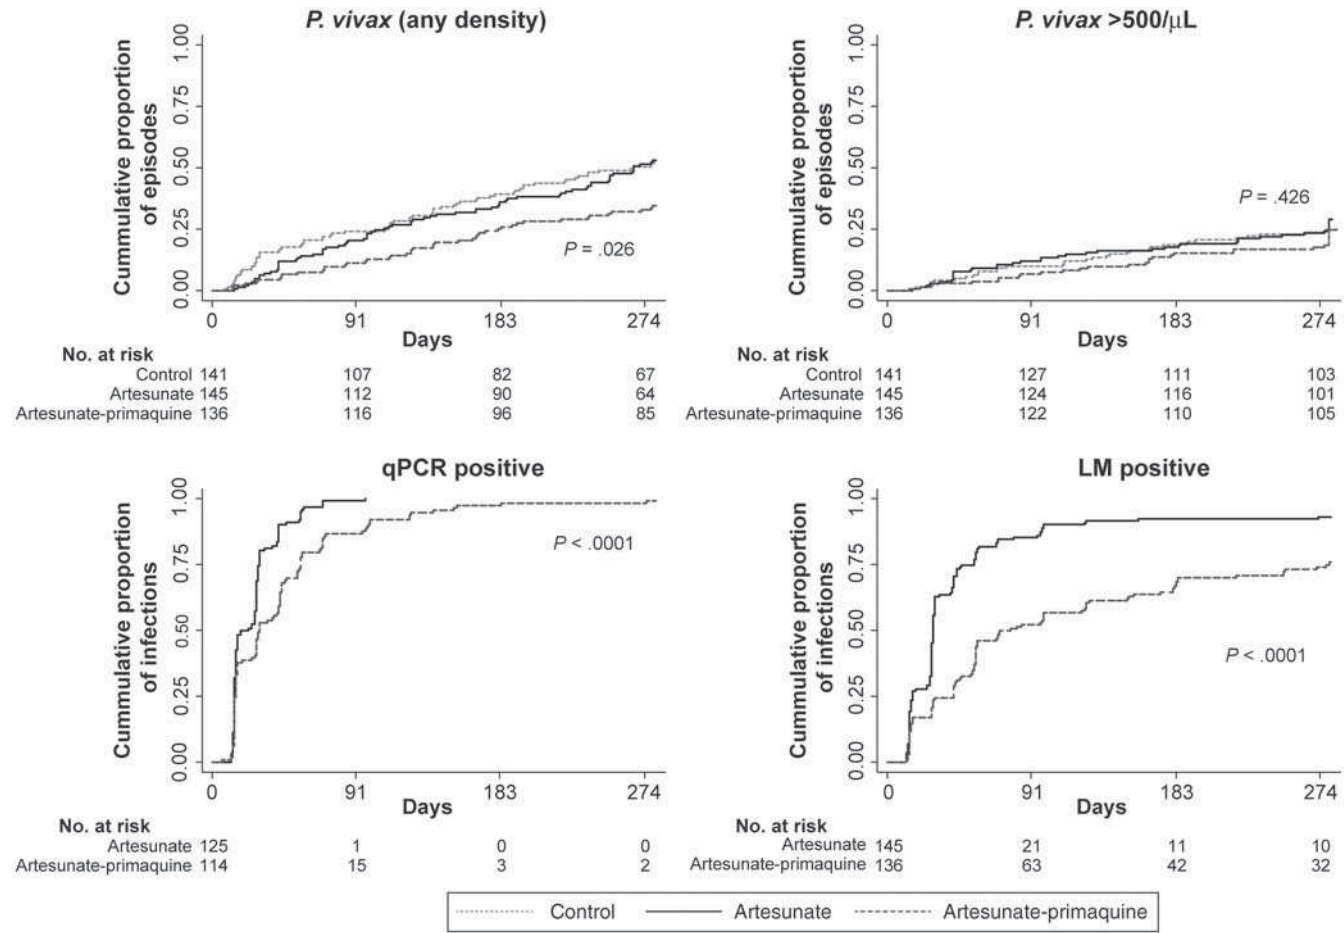 P. vivax (any density)
Cummulative proportion
of episodes
1.00
0.75
0.50
0.25
0.00
P = .026
0 91 183 274
Days
No. at risk
Control 141 107 82 67
Artesunate 145 112 90 64
Artesunate-primaquine 136 116 96 85
P. vivax >500/μL
Cummulative proportion
of episodes
1.00
0.75
0.50
0.25
0.00
P = .426
0 91 183 274
Days
No. at risk
Control 141 127 111 103
Artesunate 145 124 116 101
Artesunate-primaquine 136 122 110 105
qPCR positive
Cummulative proportion
of infections
1.00
0.75
0.50
0.25
0.00
P < .0001
0 91 183 274
Days
No. at risk
Artesunate 125 1 0 0
Artesunate-primaquine 114 15 3 2
LM positive
Cummulative proportion
of infections
1.00
0.75
0.50
0.25
0.00
P < .0001
0 91 183 274
Days
No. at risk
Artesunate 145 21 11 10
Artesunate-primaquine 136 63 42 32
Control Artesunate Artesunate-primaquine